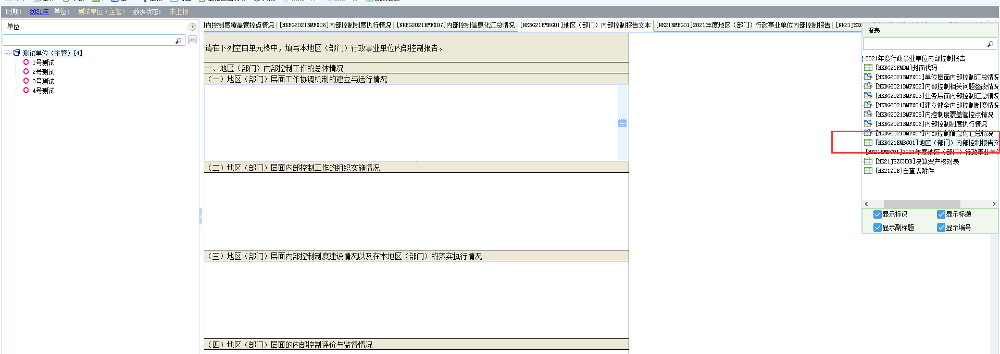 时期： 2021年 单位： 测试单位（主管） 数据状态： 未上报
单位
测试单位（主管）[4]
1号测试
2号测试
3号测试
4号测试
]内控制度覆盖管控点情况 [NKBG2021BMFX06]内部控制制度执行情况 [NKBG2021BMFX07]内部控制信息化汇总情况 [NKBG21BMBG01]地区（部门）内部控制报告文本 [NK21BMBG01]2021年度地区（部门）行政事业单位内部控制报告
请在下列空白单元格中，填写本地区（部门）行政事业单位内部控制报告。
一、地区（部门）内部控制工作的总体情况
（一）地区（部门）层面工作协调机制的建立与运行情况
（二）地区（部门）层面内部控制工作的组织实施情况
（三）地区（部门）层面内部控制制度建设情况以及在本地区（部门）的落实执行情况
（四）地区（部门）层面的内部控制评价与监督情况
报表
2021年度行政事业单位内部控制报告
[NKBG21FMDM]封面代码
[NKBG2021BMFX01]单位层面内部控制汇总情况
[NKBG2021BMFX02]内部控制相关问题整改情况
[NKBG2021BMFX03]业务层面内部控制汇总情况
[NKBG2021BMFX04]建立健全内部控制制度情况
[NKBG2021BMFX05]内控制度覆盖管控点情况
[NKBG2021BMFX06]内部控制制度执行情况
[NKBG2021BMFX07]内部控制信息化汇总情况
[NKBG21BMBG01]地区（部门）内部控制报告文
[NK21BMBG01]2021年度地区（部门）行政事业单
[NK21JSZCHDB]决算资产核对表
[NK21ZCB]自查表附件
显示标识 显示标题
显示副标题 显示编号